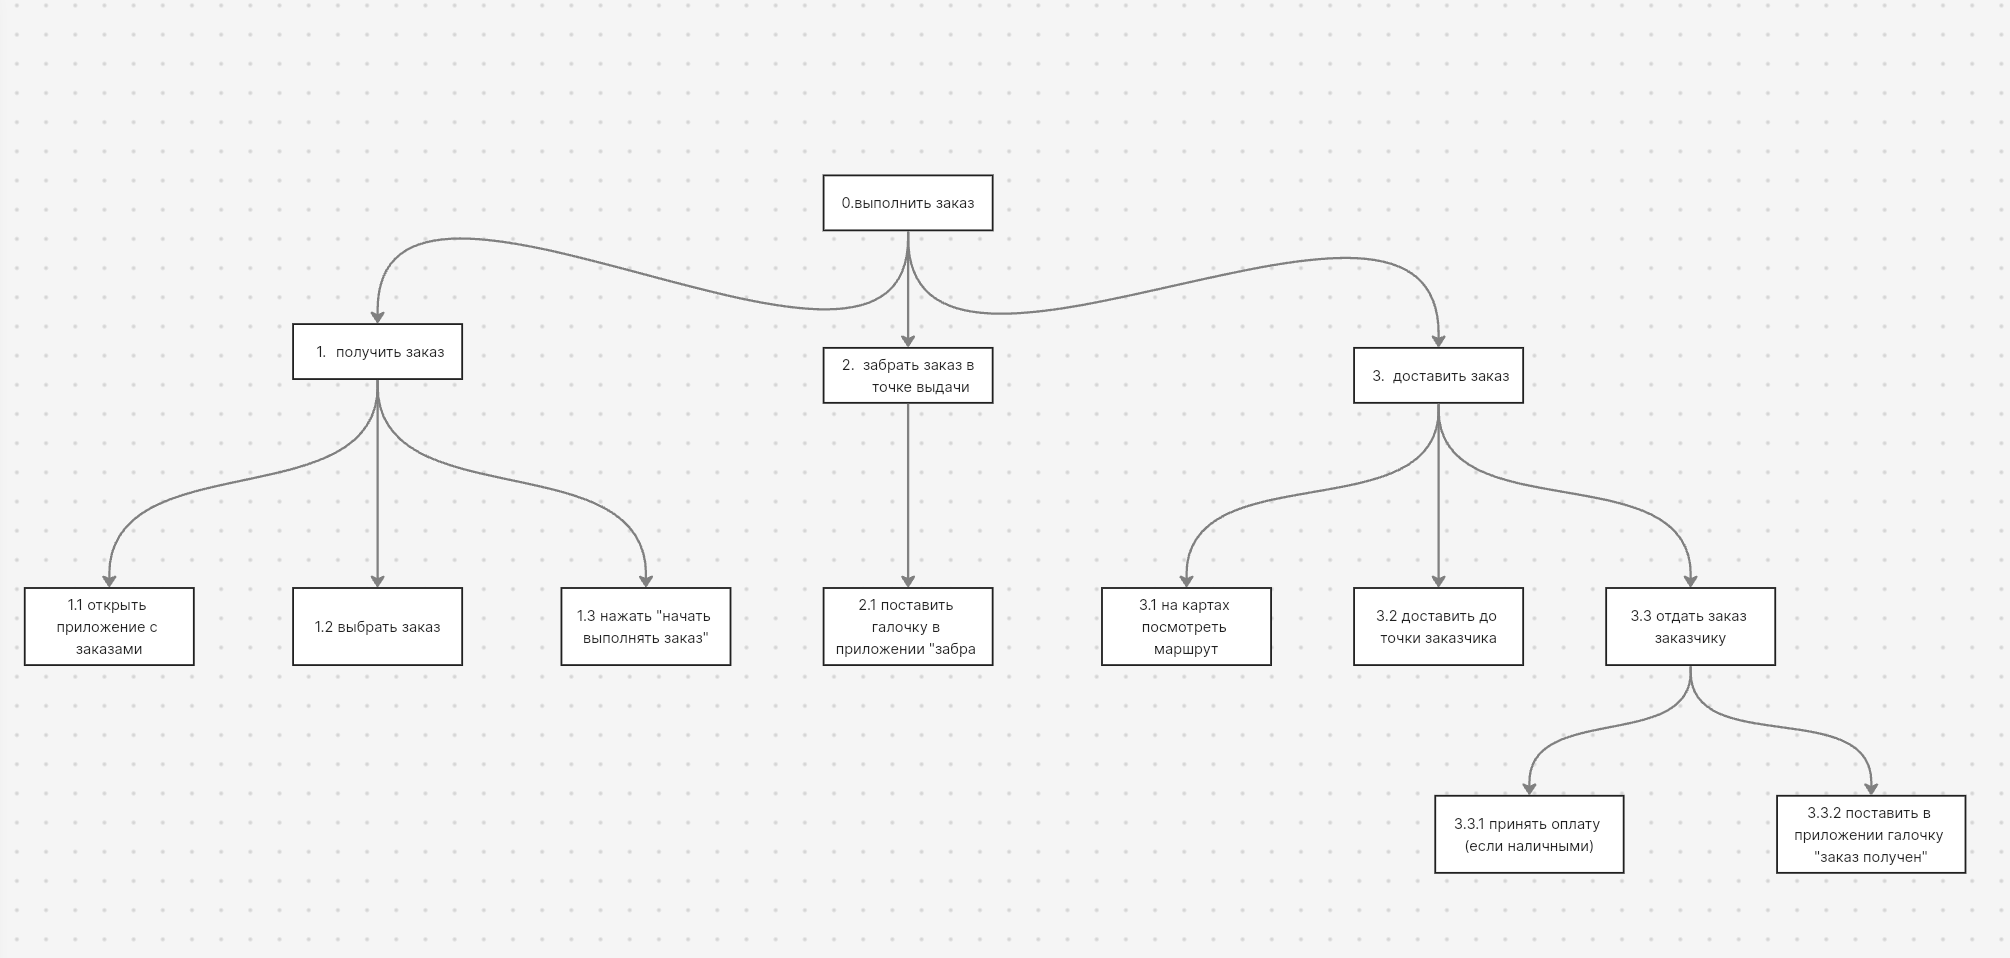 0.выполнить заказ
1. получить заказ
2. забрать заказ в
точке выдачи
3. доставить заказ
1.1 открыть
приложение с
заказами
1.2 выбрать заказ
1.3 нажать "начать
выполнять заказ"
2.1 поставить
галочку в
приложении "забра
3.1 на картах
посмотреть
маршрут
3.2 доставить до
точки заказчика
3.3 отдать заказ
заказчику
3.3.1 принять оплату
(если наличными)
3.3.2 поставить в
приложении галочку
"заказ получен"